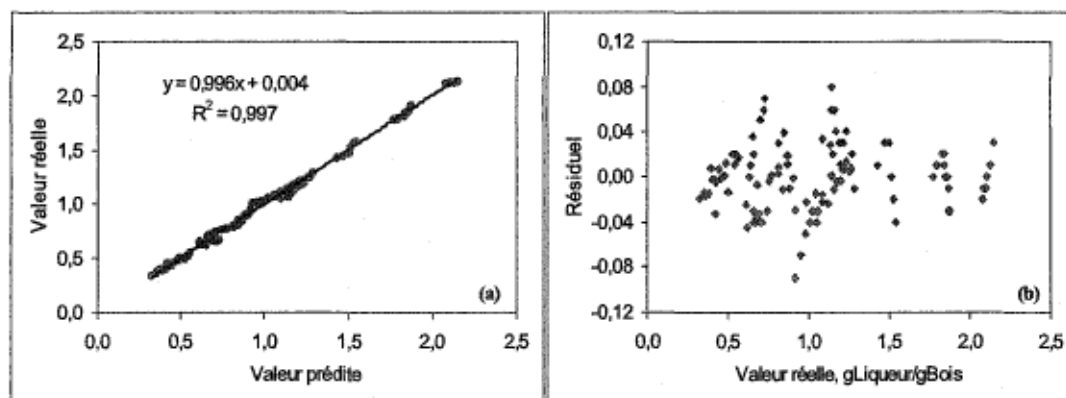 2,5
2,0
1,5
1,0
0,5
0,0
Valeur réelle
y = 0,996x + 0,004
R² = 0,997
(a)
0,0 0,5 1,0 1,5 2,0 2,5
Valeur prédite
0,12
0,08
0,04
0,00
-0,04
-0,08
-0,12
Résiduel
(b)
0,0 0,5 1,0 1,5 2,0 2,5
Valeur réelle, gLiqueur/gBois